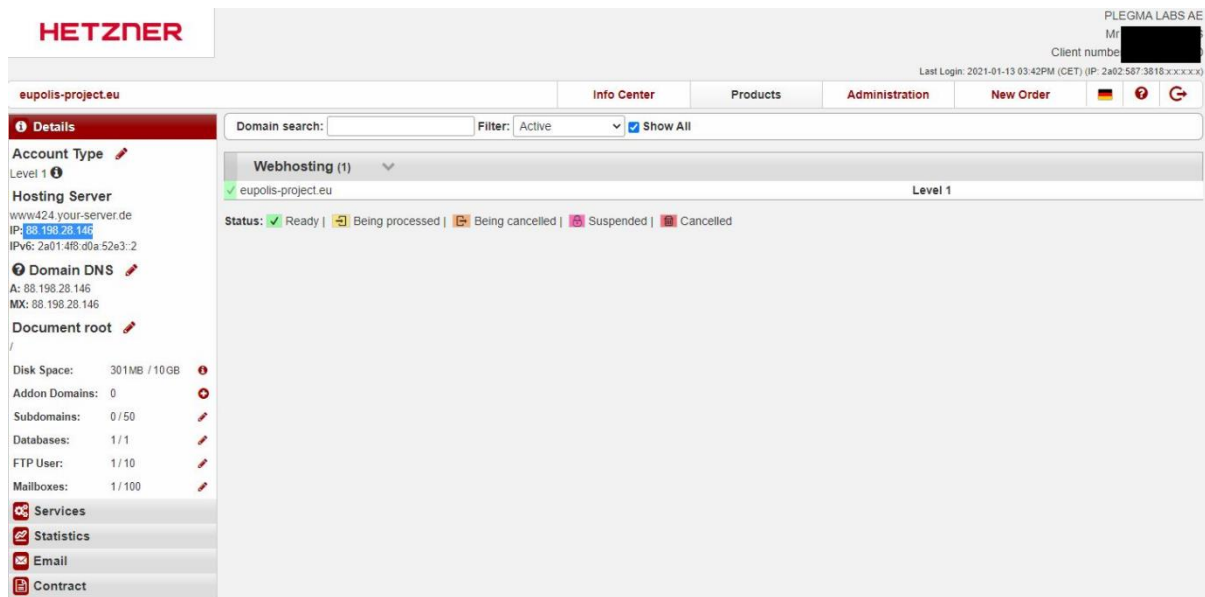 HETZNER
PLEGMA LABS AE
Mr
Client number
Last Login: 2021-01-13 03:42PM (CET) (IP: 2a02:587:3818:x:x:x:x:x)
eupolis-project.eu
Info Center
Products
Administration
New Order
Details
Domain search:
Filter: Active
Show All
Account Type
Level 1
Webhosting (1)
eupolis-project.eu Level 1
Status: Ready | Being processed | Being cancelled | Suspended | Cancelled
Hosting Server
www424.your-server.de
IP: 88.198.28.146
IPv6: 2a01:4f8:d0a:52e3::2
Domain DNS
A: 88.198.28.146
MX: 88.198.28.146
Document root
/
Disk Space: 301MB / 10GB
Addon Domains: 0
Subdomains: 0 / 50
Databases: 1 / 1
FTP User: 1 / 10
Mailboxes: 1 / 100
Services
Statistics
Email
Contract